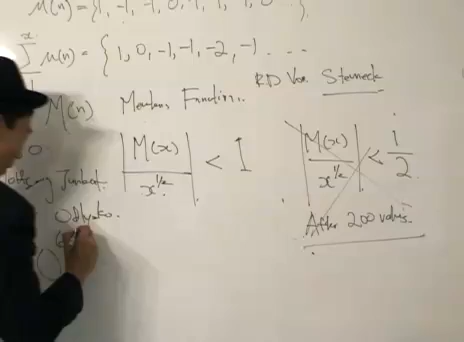 μ(n) = {1, -1, -1, 0, -1, 1, -1, 0 ... }
x
∑ μ(n) = { 1, 0, -1, -1, -2, -1 . . . .
RD Von Sterneck
M(n) Mertens Function.
|M(x)/x^1/2| < 1
|M(x)/x^1/2| < 1/2
After 200 values.
Odlyzko.